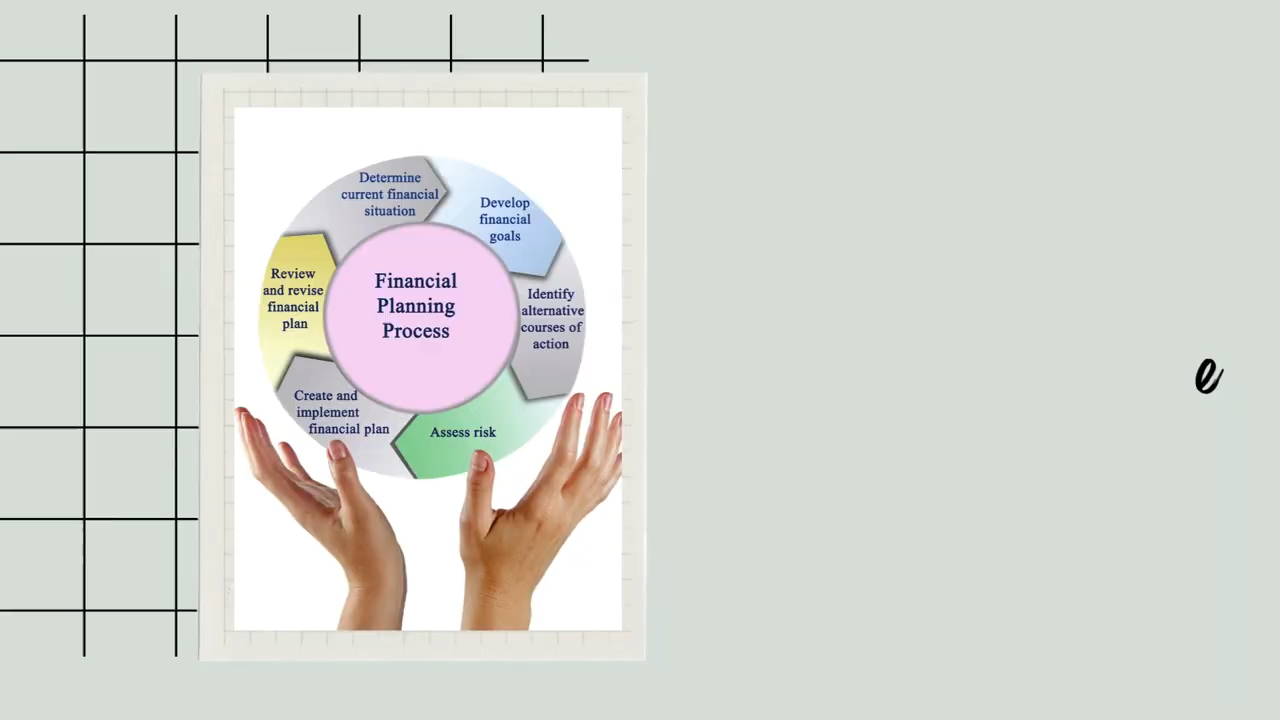 Determine
current financial
situation
Develop
financial
goals
Identify
alternative
courses of
action
Assess risk
Create and
implement
financial plan
Review
and revise
financial
plan
Financial
Planning
Process
e